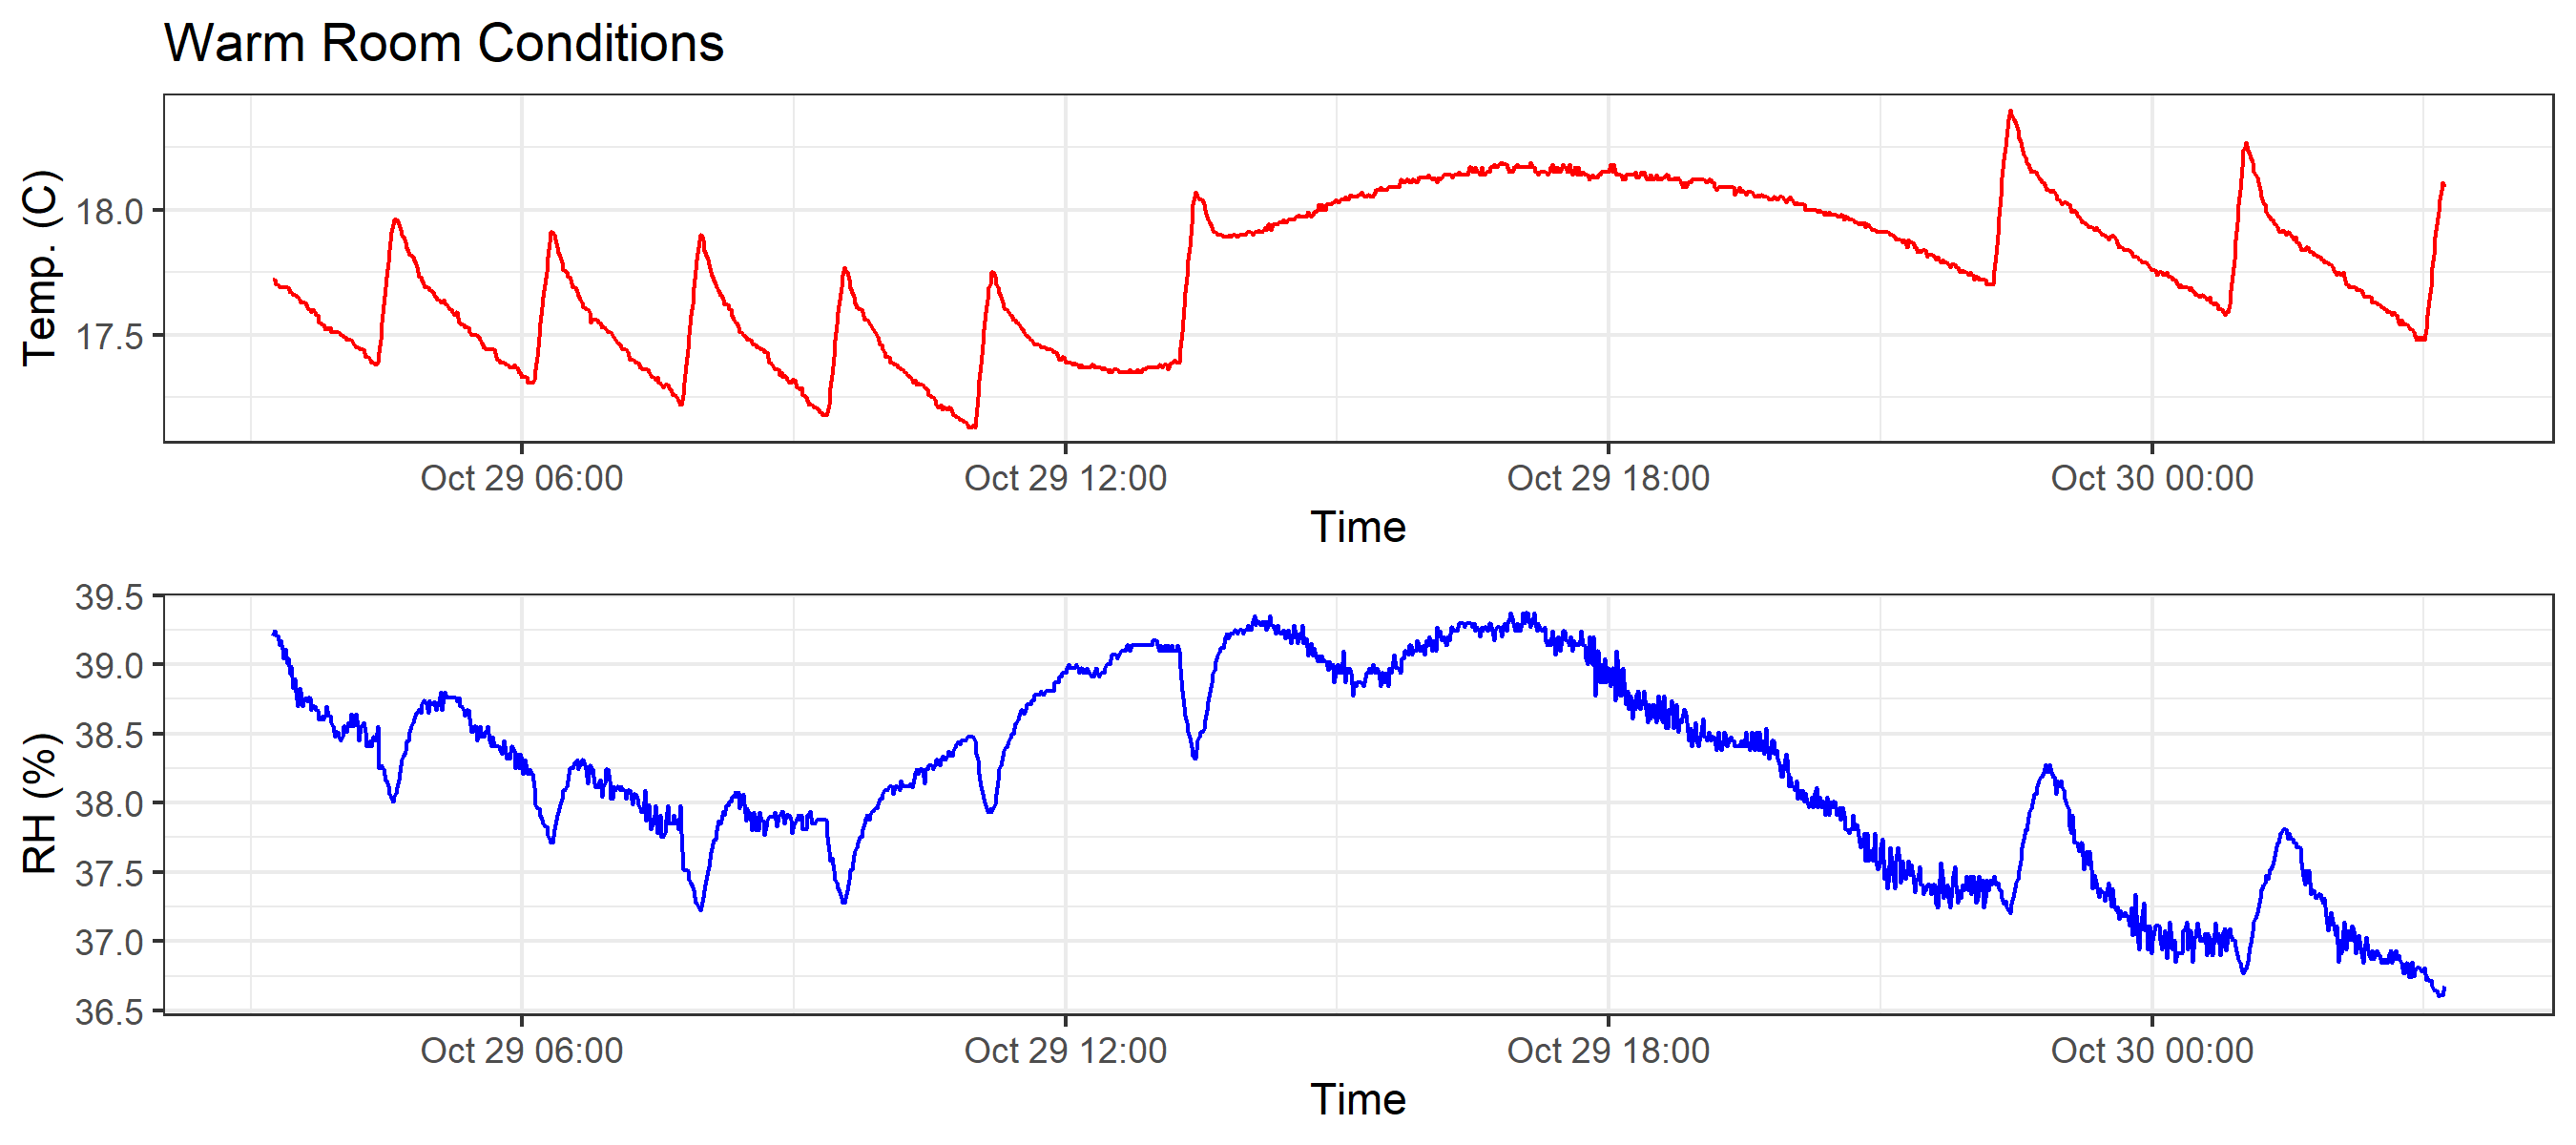 Warm Room Conditions
Temp. (C)
18.0
17.5
Oct 29 06:00 Oct 29 12:00 Oct 29 18:00 Oct 30 00:00
Time
RH (%)
39.5
39.0
38.5
38.0
37.5
37.0
36.5
Oct 29 06:00 Oct 29 12:00 Oct 29 18:00 Oct 30 00:00
Time